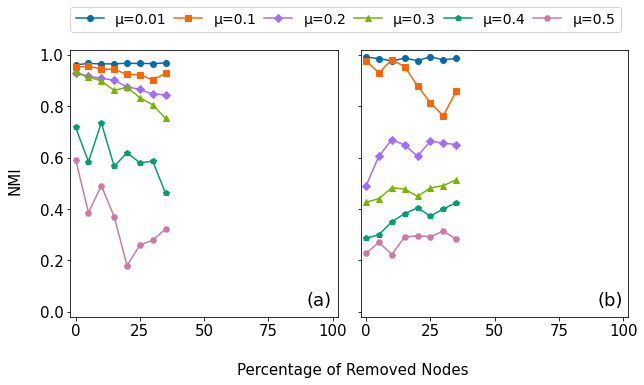 μ=0.01 μ=0.1 μ=0.2 μ=0.3 μ=0.4 μ=0.5
1.0
0.8
0.6
0.4
0.2
0.0
NMI
(a) (b)
0 25 50 75 100 0 25 50 75 100
Percentage of Removed Nodes